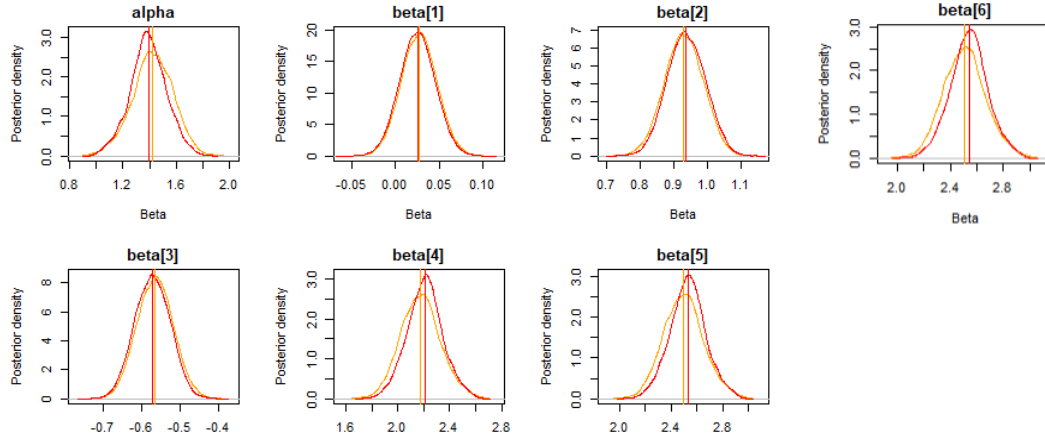 alpha
Posterior density
0.0 1.0 2.0 3.0
0.8 1.2 1.6 2.0
Beta
beta[1]
Posterior density
0 5 10 15 20
-0.05 0.00 0.05 0.10
Beta
beta[2]
Posterior density
0 1 2 3 4 5 6 7
0.7 0.8 0.9 1.0 1.1
Beta
beta[6]
Posterior density
0.0 1.0 2.0 3.0
2.0 2.4 2.8
Beta
beta[3]
Posterior density
0 2 4 6 8
-0.7 -0.6 -0.5 -0.4
beta[4]
Posterior density
0.0 1.0 2.0 3.0
1.6 2.0 2.4 2.8
beta[5]
Posterior density
0.0 1.0 2.0 3.0
2.0 2.4 2.8